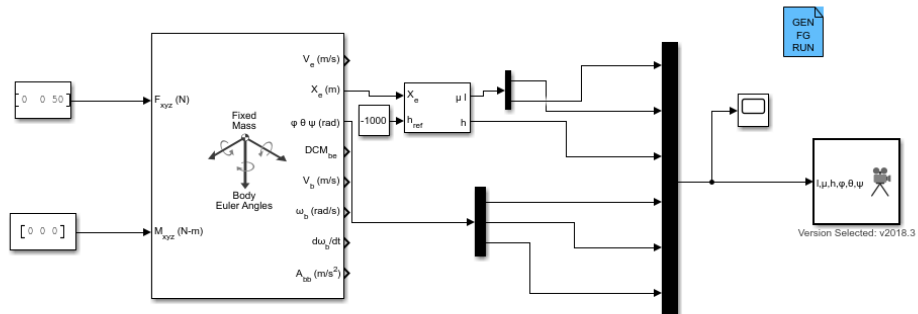 GEN
FG
RUN
0 0 50]
F_xyz (N)
[0 0 0]
M_xyz (N-m)
Fixed
Mass
Body
Euler Angles
V_e (m/s)
X_e (m)
φ θ ψ (rad)
DCM_be
V_b (m/s)
ω_b (rad/s)
dω_b/dt
A_bb (m/s²)
-1000
X_e
h_ref
μ l
h
l,μ,h,φ,θ,ψ
Version Selected: v2018.3